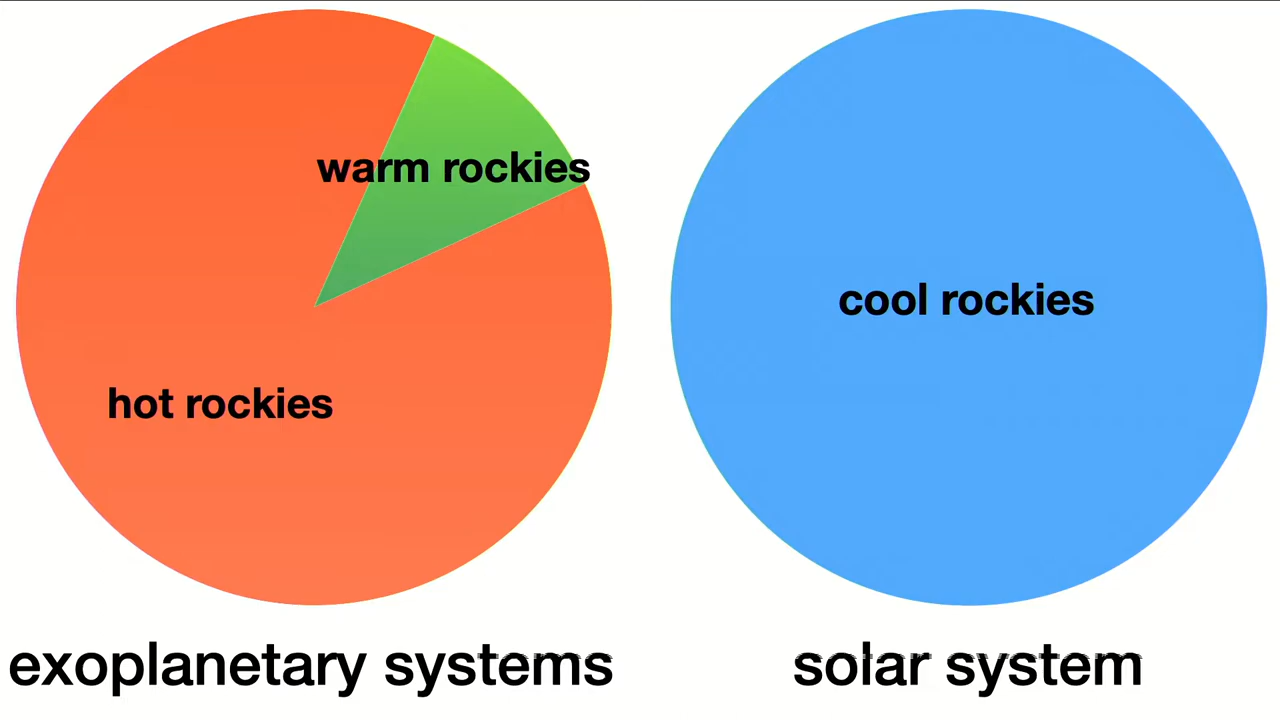 warm rockies
hot rockies
exoplanetary systems
cool rockies
solar system